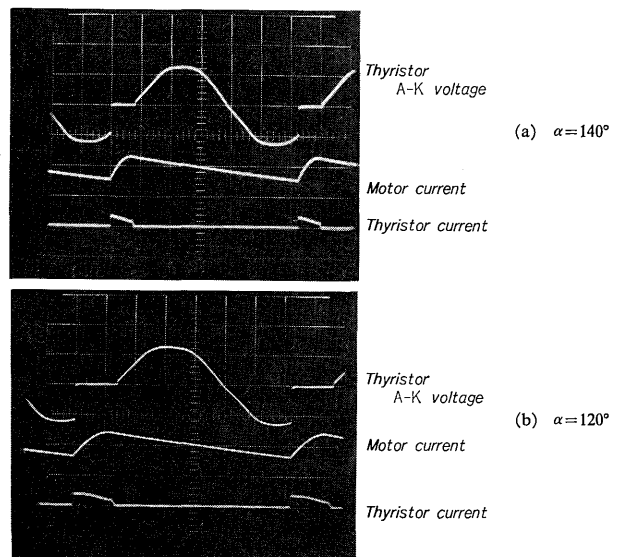 Thyristor
A-K voltage
(a) α=140°
Motor current
Thyristor current
Thyristor
A-K voltage
(b) α=120°
Motor current
Thyristor current